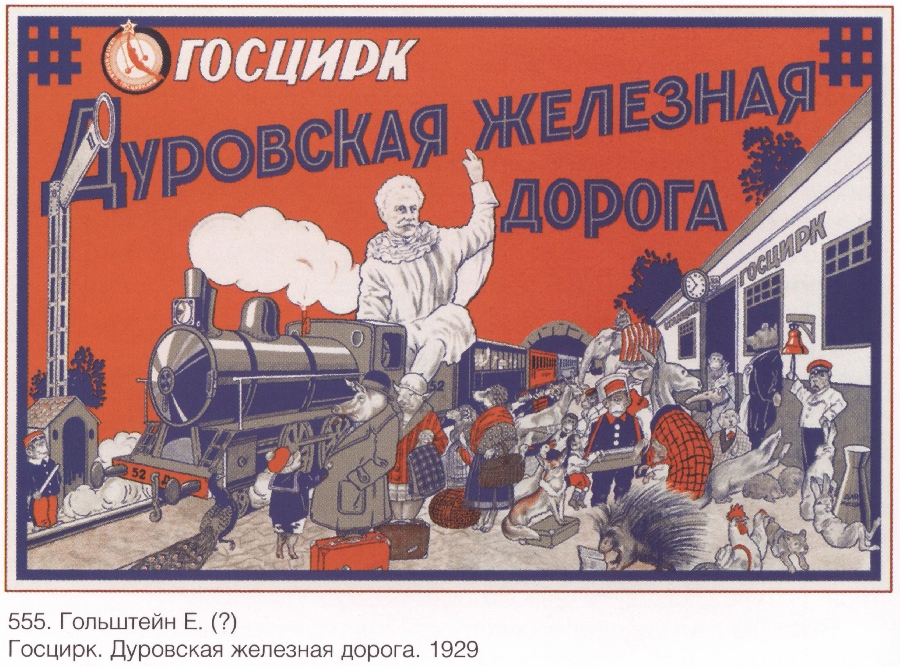 ГОСЦИРК
ДУРОВСКАЯ ЖЕЛЕЗНАЯ
ДОРОГА
ГОСЦИРК
52
52
555. Гольштейн Е. (?)
Госцирк. Дуровская железная дорога. 1929